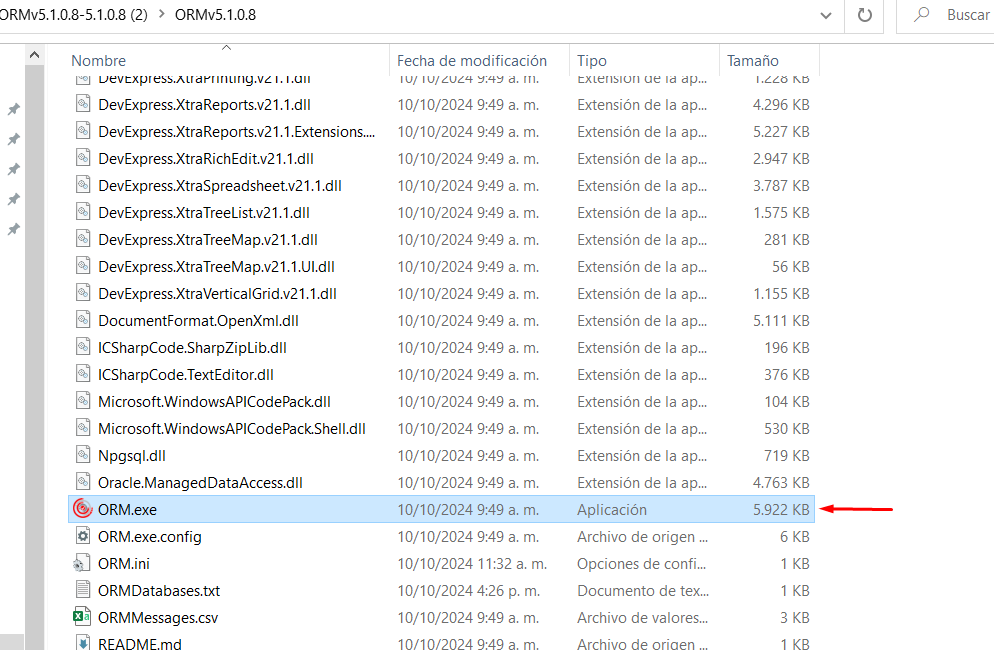 ORMv5.1.0.8-5.1.0.8 (2) > ORMv5.1.0.8
Buscar
Nombre Fecha de modificación Tipo Tamaño
DevExpress.XtraPrinting.v21.1.dll 10/10/2024 9:49 a. m. Extensión de la ap... 1.228 KB
DevExpress.XtraReports.v21.1.dll 10/10/2024 9:49 a. m. Extensión de la ap... 4.296 KB
DevExpress.XtraReports.v21.1.Extensions.... 10/10/2024 9:49 a. m. Extensión de la ap... 5.227 KB
DevExpress.XtraRichEdit.v21.1.dll 10/10/2024 9:49 a. m. Extensión de la ap... 2.947 KB
DevExpress.XtraSpreadsheet.v21.1.dll 10/10/2024 9:49 a. m. Extensión de la ap... 3.787 KB
DevExpress.XtraTreeList.v21.1.dll 10/10/2024 9:49 a. m. Extensión de la ap... 1.575 KB
DevExpress.XtraTreeMap.v21.1.dll 10/10/2024 9:49 a. m. Extensión de la ap... 281 KB
DevExpress.XtraTreeMap.v21.1.UI.dll 10/10/2024 9:49 a. m. Extensión de la ap... 56 KB
DevExpress.XtraVerticalGrid.v21.1.dll 10/10/2024 9:49 a. m. Extensión de la ap... 1.155 KB
DocumentFormat.OpenXml.dll 10/10/2024 9:49 a. m. Extensión de la ap... 5.111 KB
ICSharpCode.SharpZipLib.dll 10/10/2024 9:49 a. m. Extensión de la ap... 196 KB
ICSharpCode.TextEditor.dll 10/10/2024 9:49 a. m. Extensión de la ap... 376 KB
Microsoft.WindowsAPICodePack.dll 10/10/2024 9:49 a. m. Extensión de la ap... 104 KB
Microsoft.WindowsAPICodePack.Shell.dll 10/10/2024 9:49 a. m. Extensión de la ap... 530 KB
Npgsql.dll 10/10/2024 9:49 a. m. Extensión de la ap... 719 KB
Oracle.ManagedDataAccess.dll 10/10/2024 9:49 a. m. Extensión de la ap... 4.763 KB
ORM.exe 10/10/2024 9:49 a. m. Aplicación 5.922 KB
ORM.exe.config 10/10/2024 9:49 a. m. Archivo de origen ... 6 KB
ORM.ini 10/10/2024 11:32 a. m. Opciones de confi... 1 KB
ORMDatabases.txt 10/10/2024 4:26 p. m. Documento de tex... 1 KB
ORMMessages.csv 10/10/2024 9:49 a. m. Archivo de valores... 3 KB
README.md 10/10/2024 9:49 a. m. Archivo de origen ... 1 KB